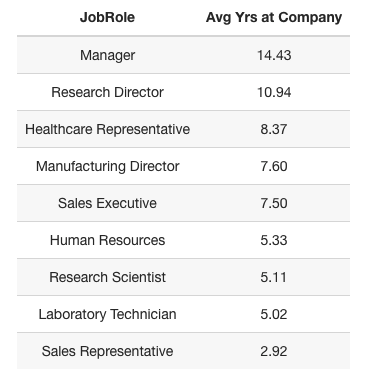 JobRole Avg Yrs at Company
Manager 14.43
Research Director 10.94
Healthcare Representative 8.37
Manufacturing Director 7.60
Sales Executive 7.50
Human Resources 5.33
Research Scientist 5.11
Laboratory Technician 5.02
Sales Representative 2.92